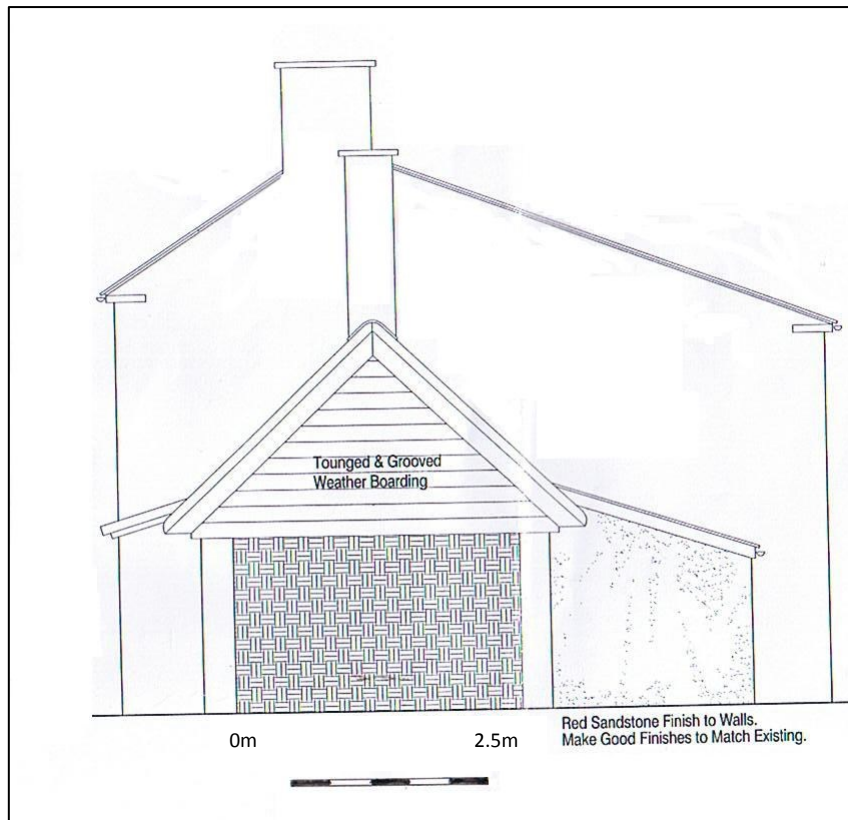 Tounged & Grooved
Weather Boarding
Red Sandstone Finish to Walls.
Make Good Finishes to Match Existing.
0m 2.5m